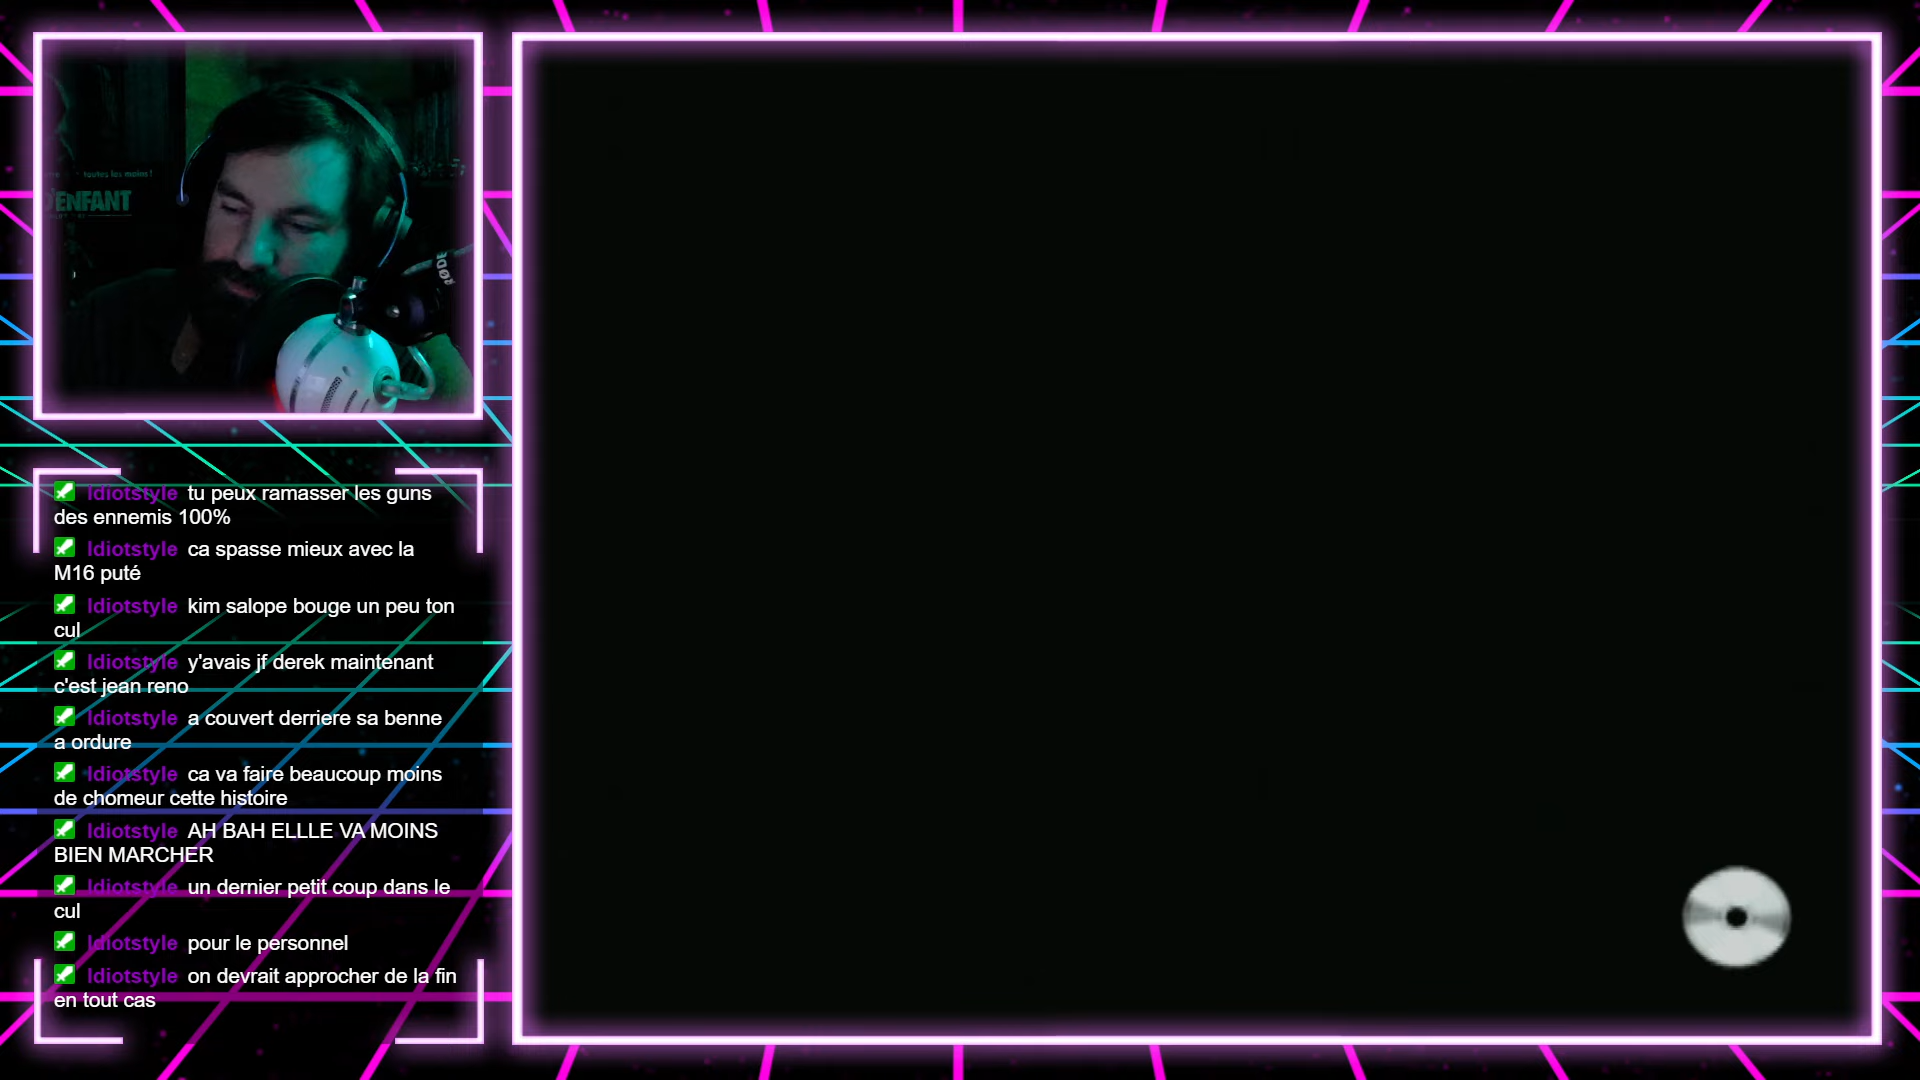 toutes les moins !
D'ENFANT
RØDE
Idiotstyle tu peux ramasser les guns
des ennemis 100%
Idiotstyle ca spasse mieux avec la
M16 puté
Idiotstyle kim salope bouge un peu ton
cul
Idiotstyle y'avais jf derek maintenant
c'est jean reno
Idiotstyle a couvert derriere sa benne
a ordure
Idiotstyle ca va faire beaucoup moins
de chomeur cette histoire
Idiotstyle AH BAH ELLLE VA MOINS
BIEN MARCHER
Idiotstyle un dernier petit coup dans le
cul
Idiotstyle pour le personnel
Idiotstyle on devrait approcher de la fin
en tout cas